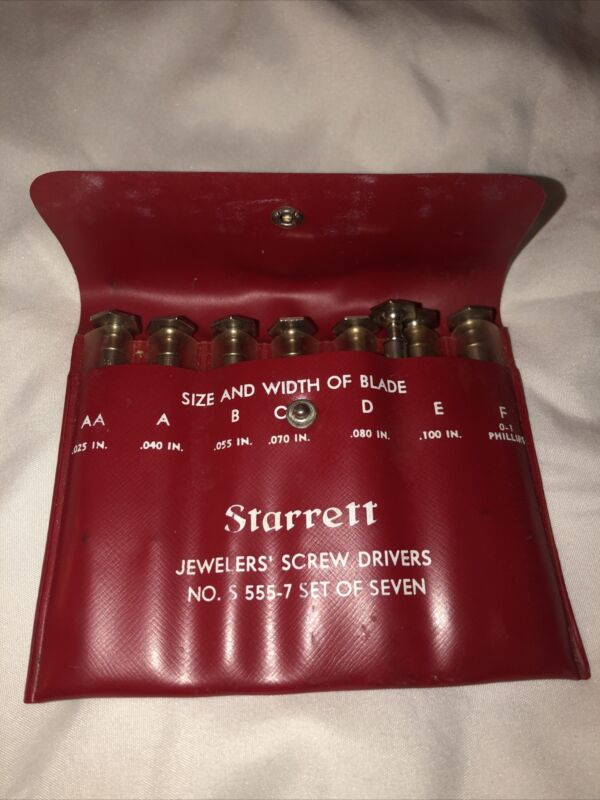 SIZE AND WIDTH OF BLADE
AA A B C D E F
.025 IN. .040 IN. .055 IN. .070 IN. .080 IN. .100 IN. 0-1
PHILLIPS
Starrett
JEWELERS' SCREW DRIVERS
NO. S 555-7 SET OF SEVEN